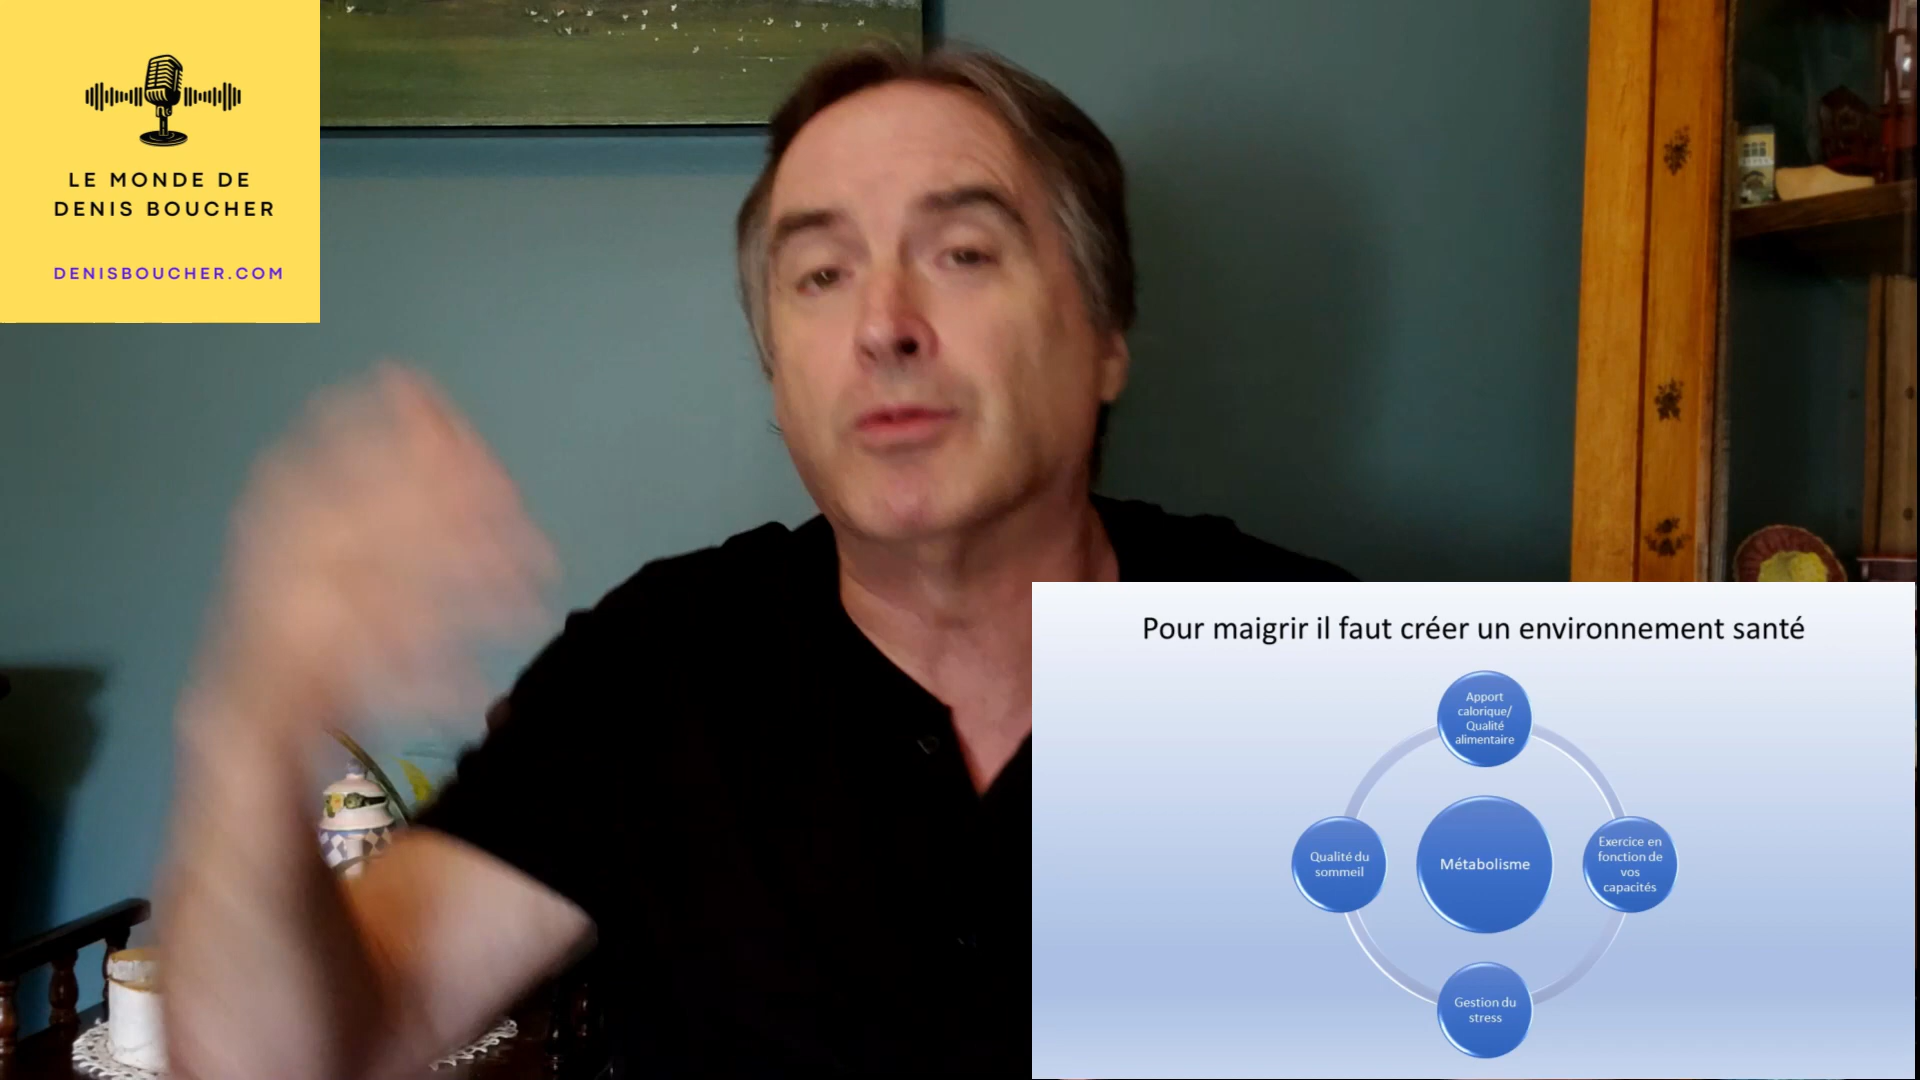 LE MONDE DE
DENIS BOUCHER
DENISBOUCHER.COM
Pour maigrir il faut créer un environnement santé
Apport
calorique/
Qualité
alimentaire
Qualité du
sommeil
Métabolisme
Exercice en
fonction de
vos
capacités
Gestion du
stress